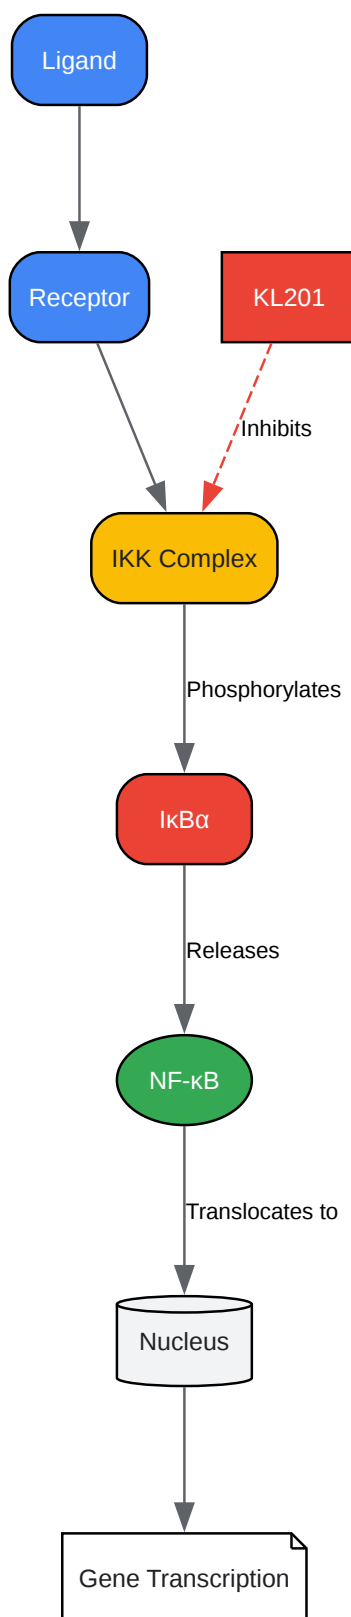 Ligand
Receptor
KL201
Inhibits
IKK Complex
Phosphorylates
IκBα
Releases
NF-κB
Translocates to
Nucleus
Gene Transcription